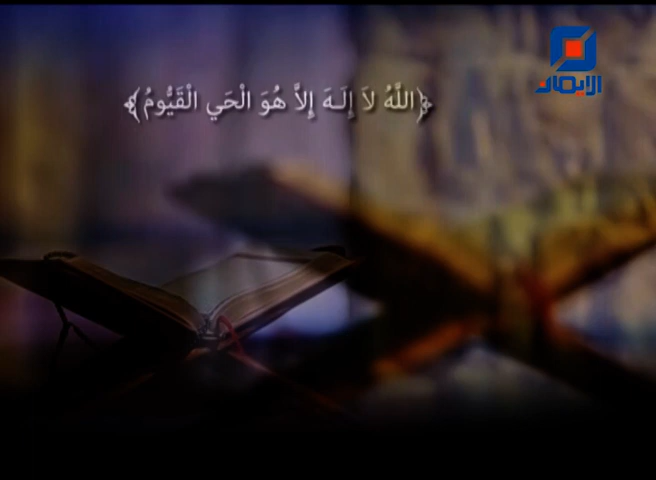 ﴿اللَّهُ لاَ إِلَـهَ إِلاَّ هُوَ الْحَي الْقَيُّومُ﴾
الإيمان